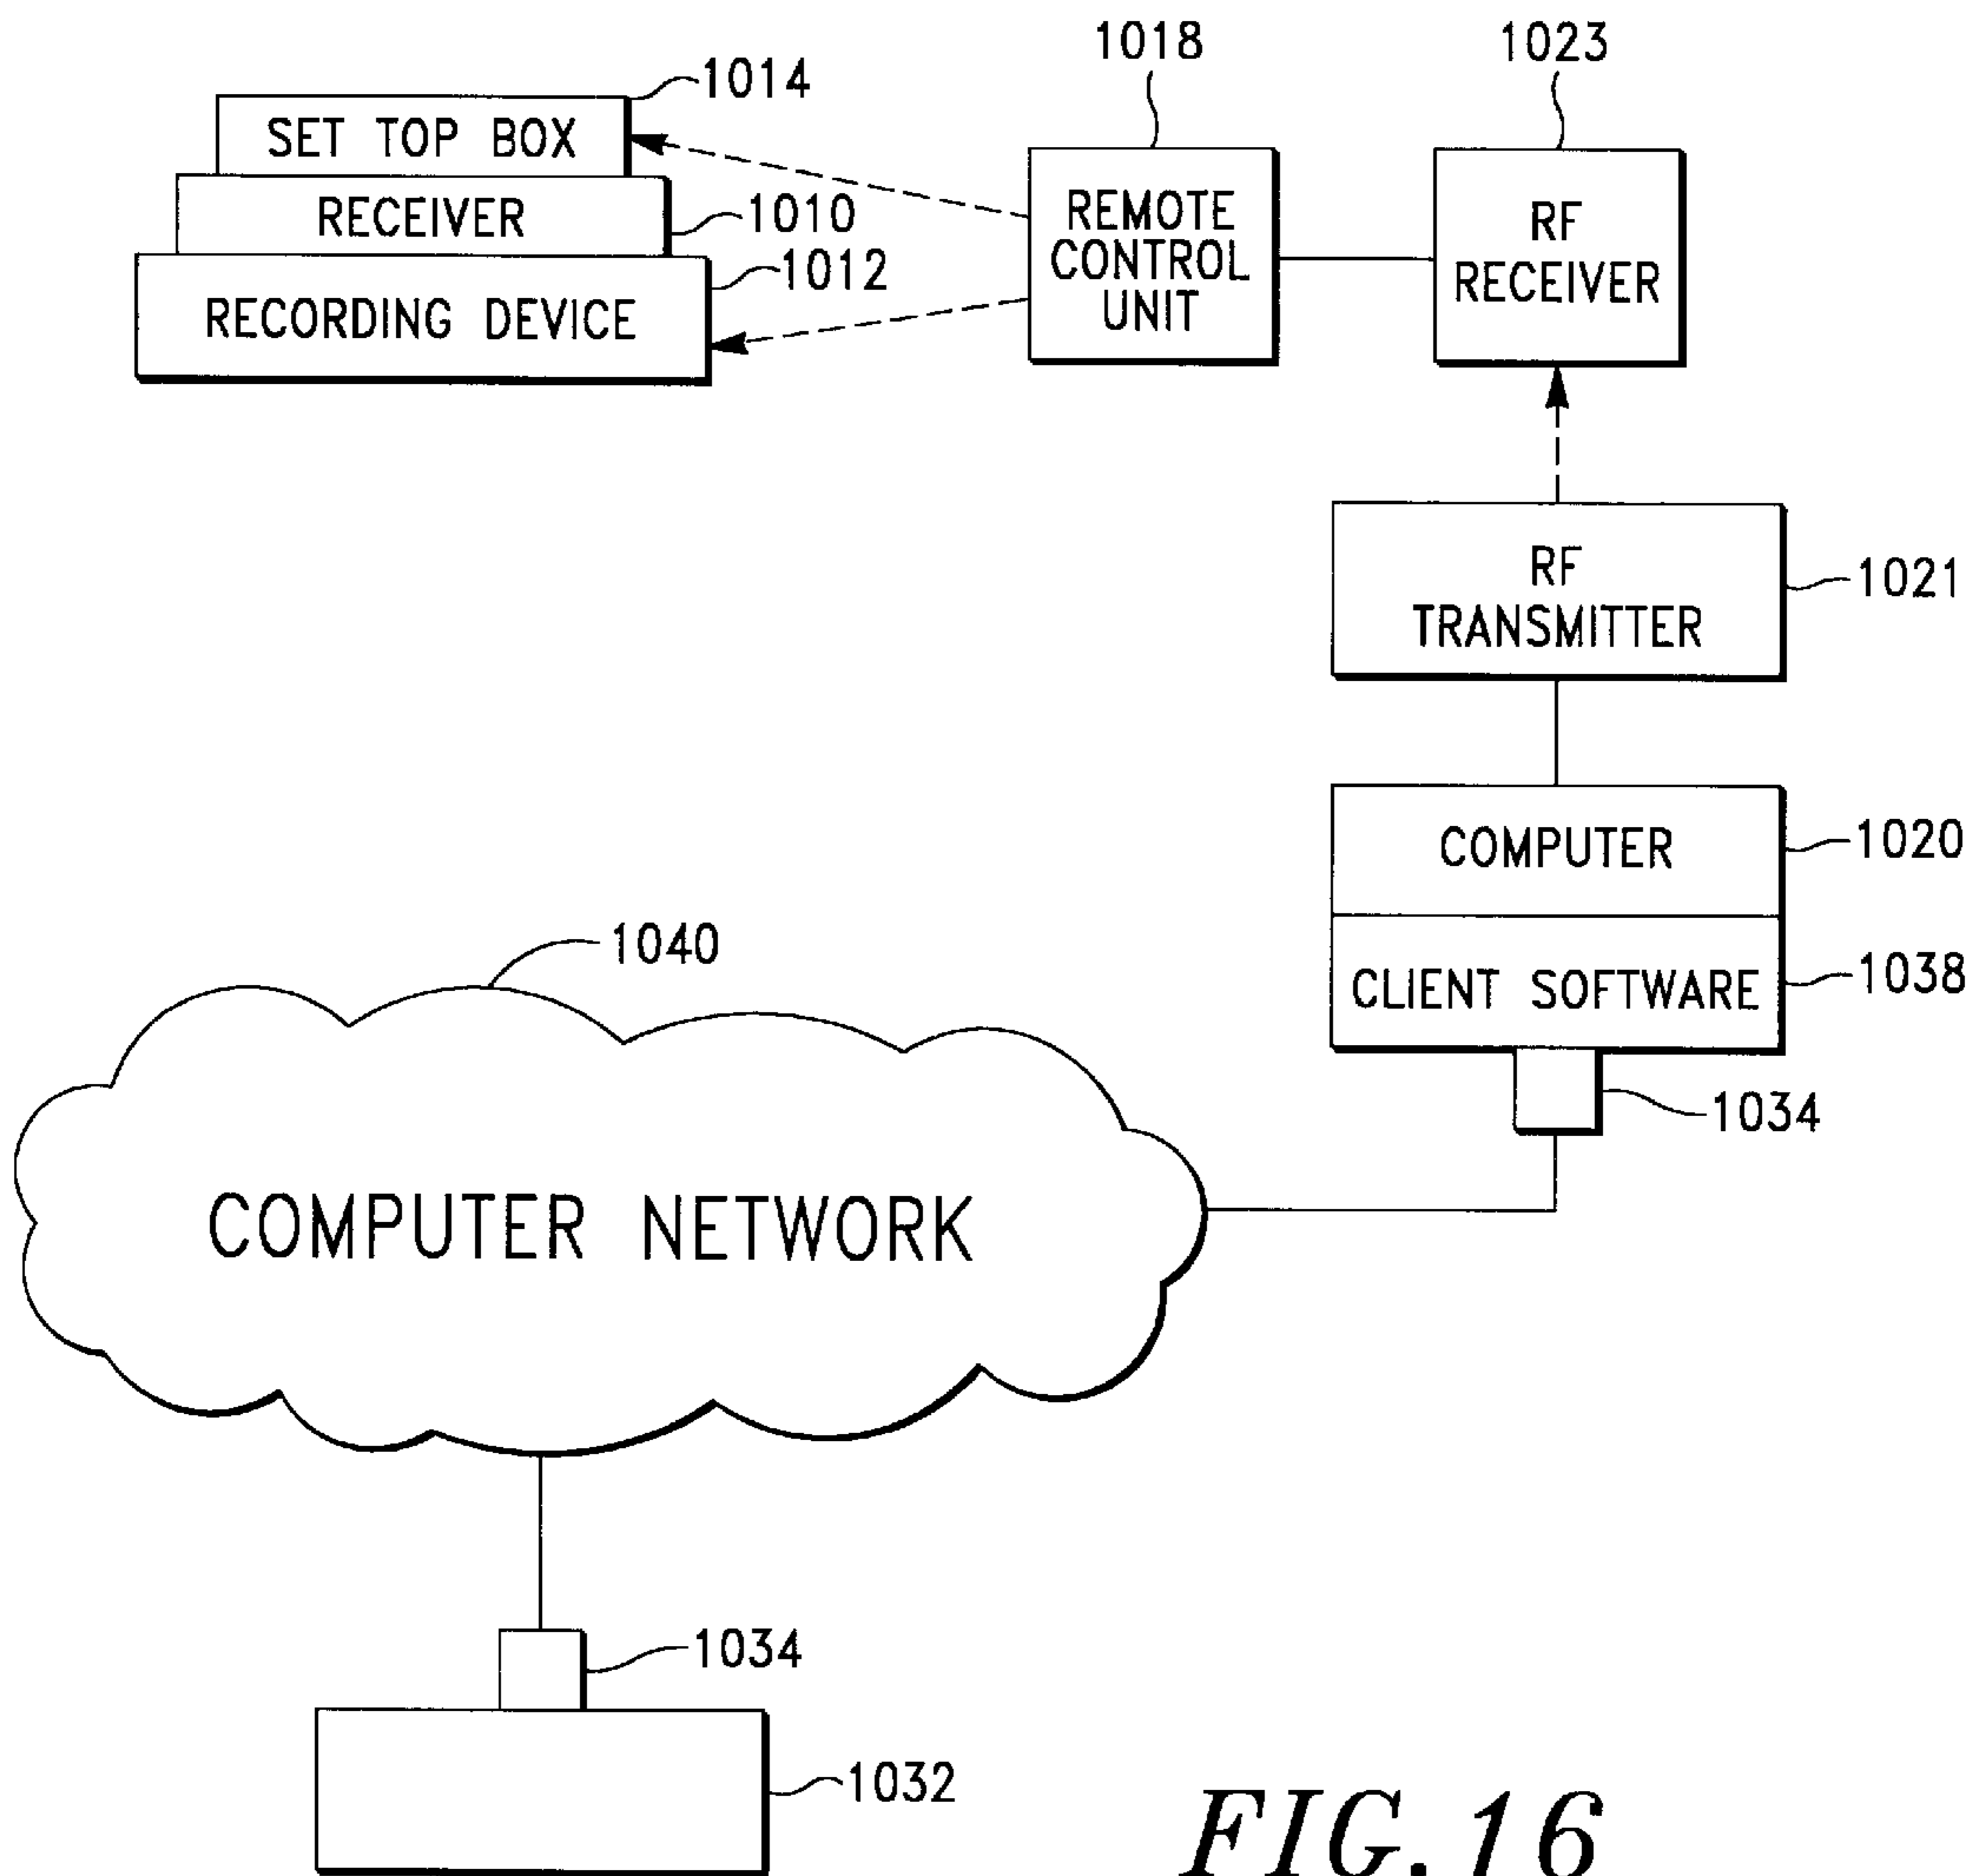 1018
1023
1014
SET TOP BOX
RECEIVER
1010
1012
RECORDING DEVICE
REMOTE
CONTROL
UNIT
RF
RECEIVER
RF
TRANSMITTER
1021
COMPUTER
1020
CLIENT SOFTWARE
1038
1034
1040
COMPUTER NETWORK
1034
1032
FIG. 16